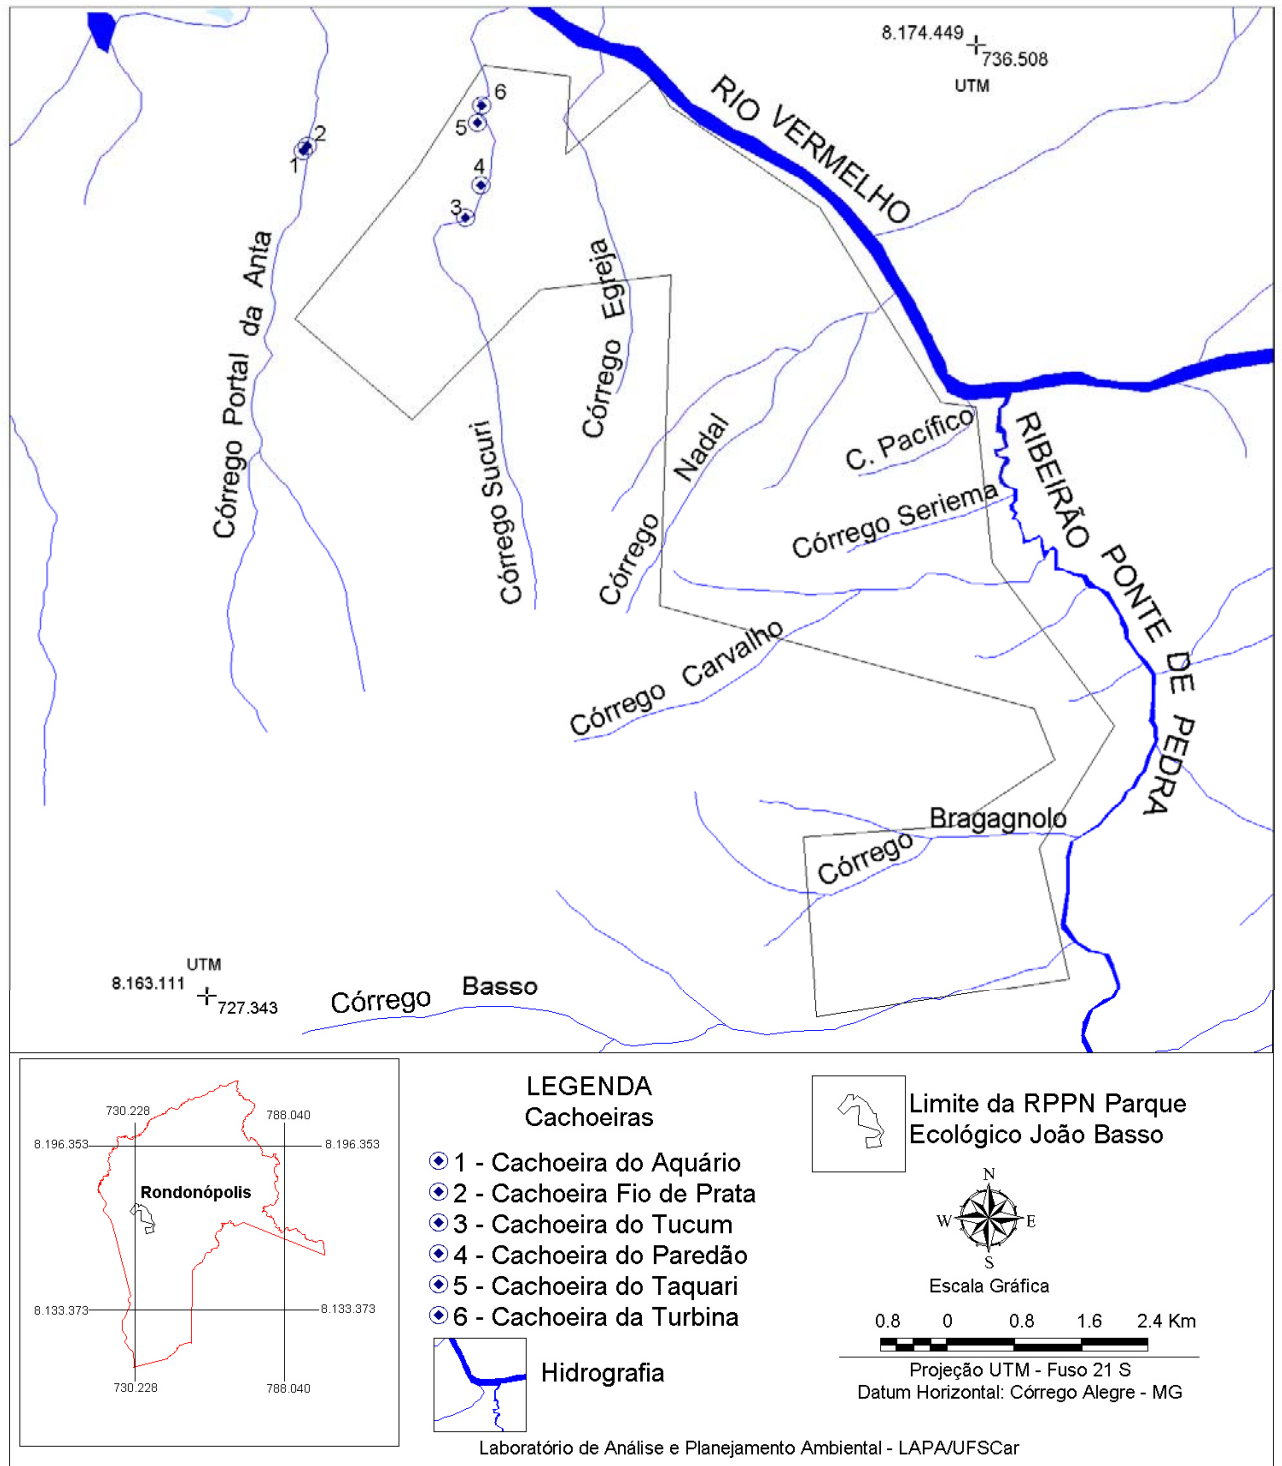 8.174.449
736.508
UTM
RIO VERMELHO
6
5
4
3
2
1
Córrego Portal da Anta
Córrego Egreja
Córrego Sucuri
Córrego Nadal
C. Pacífico
Córrego Seriema
RIBEIRÃO PONTE DE PEDRA
Córrego Carvalho
Córrego Bragagnolo
UTM
8.163.111
727.343
Córrego Basso
730.228
788.040
8.196.353
8.196.353
Rondonópolis
8.133.373
8.133.373
730.228
788.040
LEGENDA
Cachoeiras
1 - Cachoeira do Aquário
2 - Cachoeira Fio de Prata
3 - Cachoeira do Tucum
4 - Cachoeira do Paredão
5 - Cachoeira do Taquari
6 - Cachoeira da Turbina
Hidrografia
Limite da RPPN Parque
Ecológico João Basso
N
W E
S
Escala Gráfica
0.8 0 0.8 1.6 2.4 Km
Projeção UTM - Fuso 21 S
Datum Horizontal: Córrego Alegre - MG
Laboratório de Análise e Planejamento Ambiental - LAPA/UFSCar